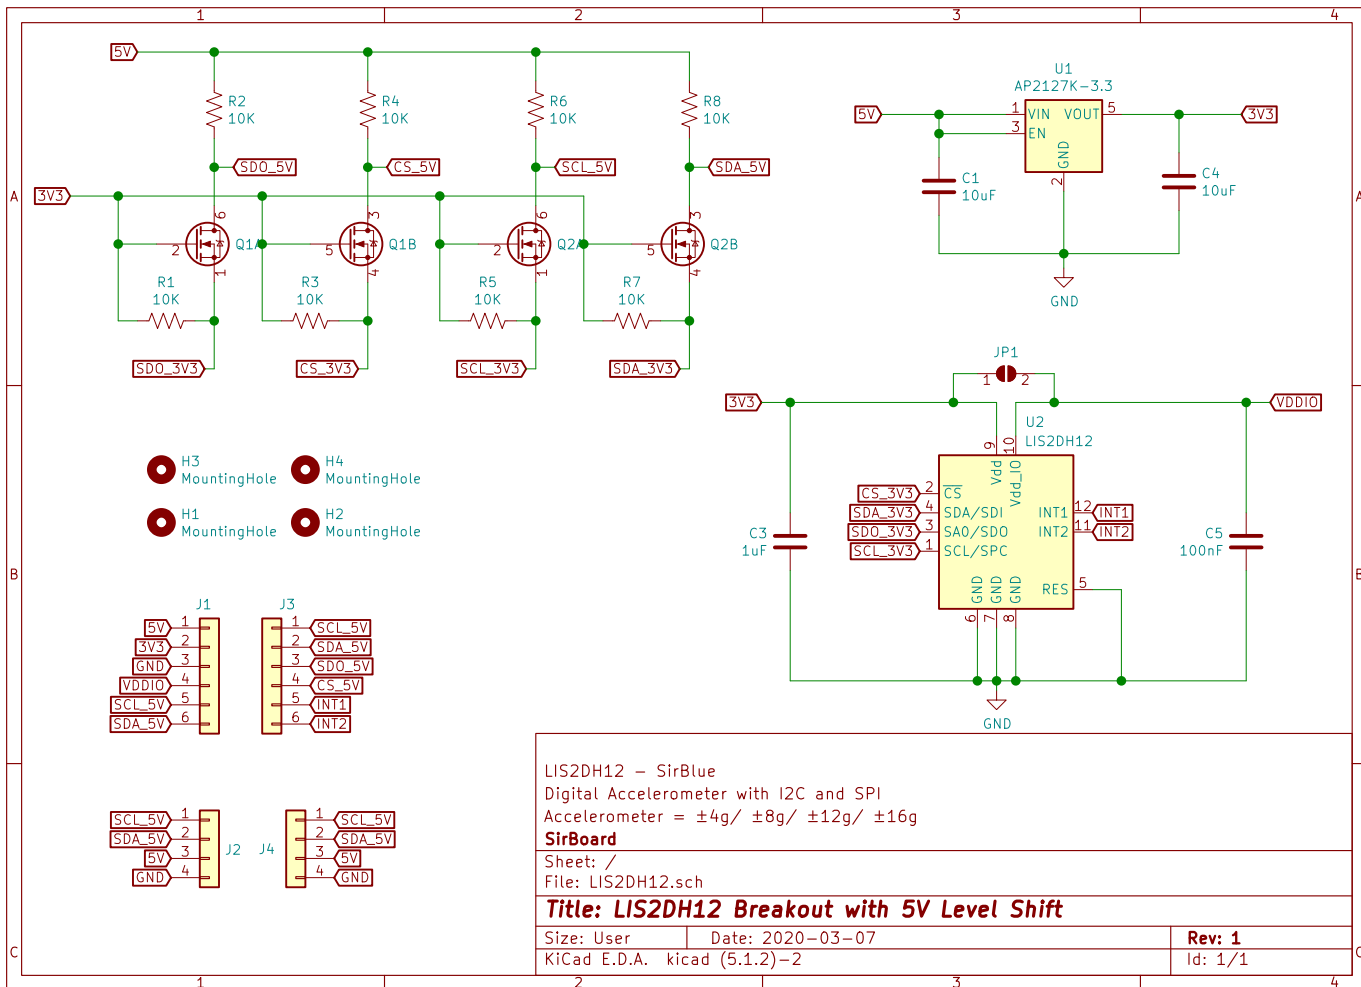 1 2 3 4
A
B
C
A
B
C
5V
R2
10K
R4
10K
R6
10K
R8
10K
SDO_5V
CS_5V
SCL_5V
SDA_5V
3V3
6
2
Q1A
1
3
5
Q1B
4
6
2
Q2A
1
3
5
Q2B
4
R1
10K
R3
10K
R5
10K
R7
10K
SDO_3V3
CS_3V3
SCL_3V3
SDA_3V3
U1
AP2127K-3.3
5V
1 VIN VOUT 5
3 EN
GND
2
3V3
C1
10uF
C4
10uF
GND
JP1
1 2
3V3
VDDIO
U2
LIS2DH12
9 10
Vdd Vdd_IO
CS_3V3 2 CS
SDA_3V3 4 SDA/SDI INT1 12 INT1
SDO_3V3 3 SA0/SDO INT2 11 INT2
SCL_3V3 1 SCL/SPC
RES 5
GND GND GND
6 7 8
C3
1uF
C5
100nF
GND
H3
MountingHole
H4
MountingHole
H1
MountingHole
H2
MountingHole
J1
5V 1
3V3 2
GND 3
VDDIO 4
SCL_5V 5
SDA_5V 6
J3
1 SCL_5V
2 SDA_5V
3 SDO_5V
4 CS_5V
5 INT1
6 INT2
J2
SCL_5V 1
SDA_5V 2
5V 3
GND 4
J4
1 SCL_5V
2 SDA_5V
3 5V
4 GND
LIS2DH12 – SirBlue
Digital Accelerometer with I2C and SPI
Accelerometer = ±4g/ ±8g/ ±12g/ ±16g
SirBoard
Sheet: /
File: LIS2DH12.sch
Title: LIS2DH12 Breakout with 5V Level Shift
Size: User Date: 2020-03-07 Rev: 1
KiCad E.D.A. kicad (5.1.2)-2 Id: 1/1
1 2 3 4